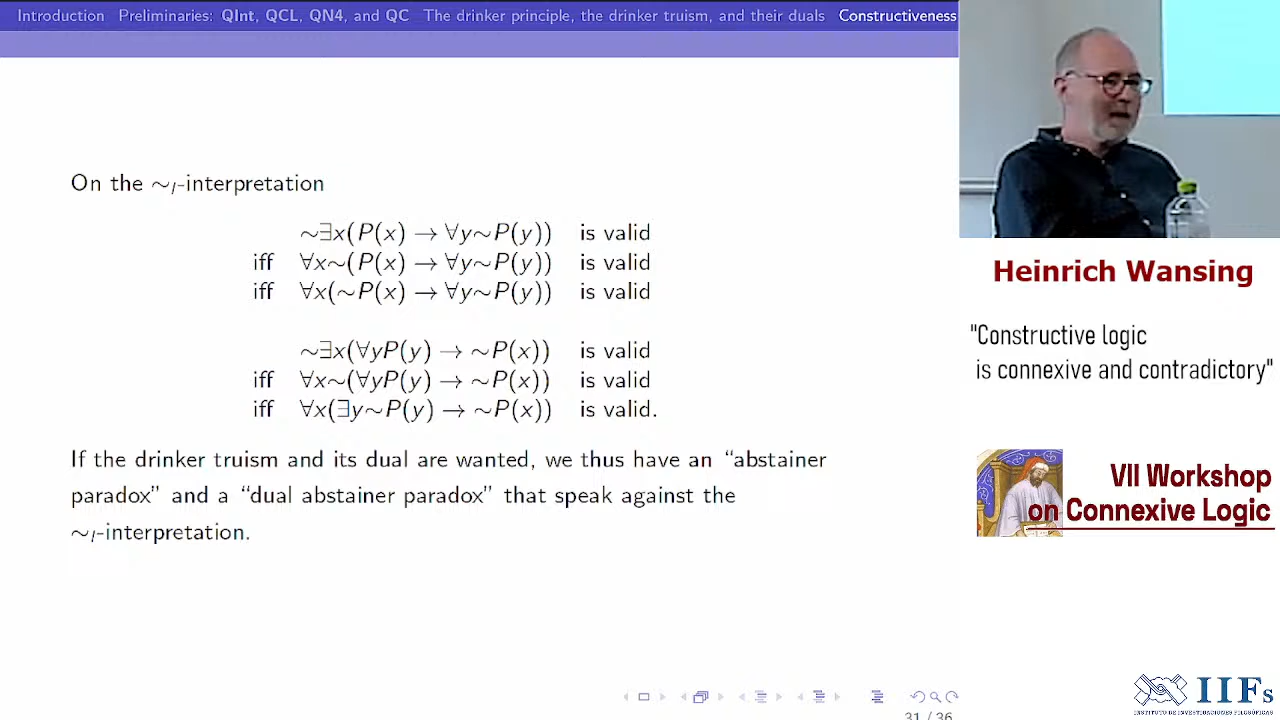 Introduction Preliminaries: QInt, QCL, QN4, and QC The drinker principle, the drinker truism, and their duals Constructiveness
On the ∼I-interpretation
∼∃x(P(x) → ∀y∼P(y)) is valid
iff ∀x∼(P(x) → ∀y∼P(y)) is valid
iff ∀x(∼P(x) → ∀y∼P(y)) is valid
∼∃x(∀yP(y) → ∼P(x)) is valid
iff ∀x∼(∀yP(y) → ∼P(x)) is valid
iff ∀x(∃y∼P(y) → ∼P(x)) is valid.
If the drinker truism and its dual are wanted, we thus have an “abstainer
paradox” and a “dual abstainer paradox” that speak against the
∼I-interpretation.
31 / 36
Heinrich Wansing
"Constructive logic
is connexive and contradictory"
VII Workshop
on Connexive Logic
IIFs
INSTITUTO DE INVESTIGACIONES FILOSÓFICAS